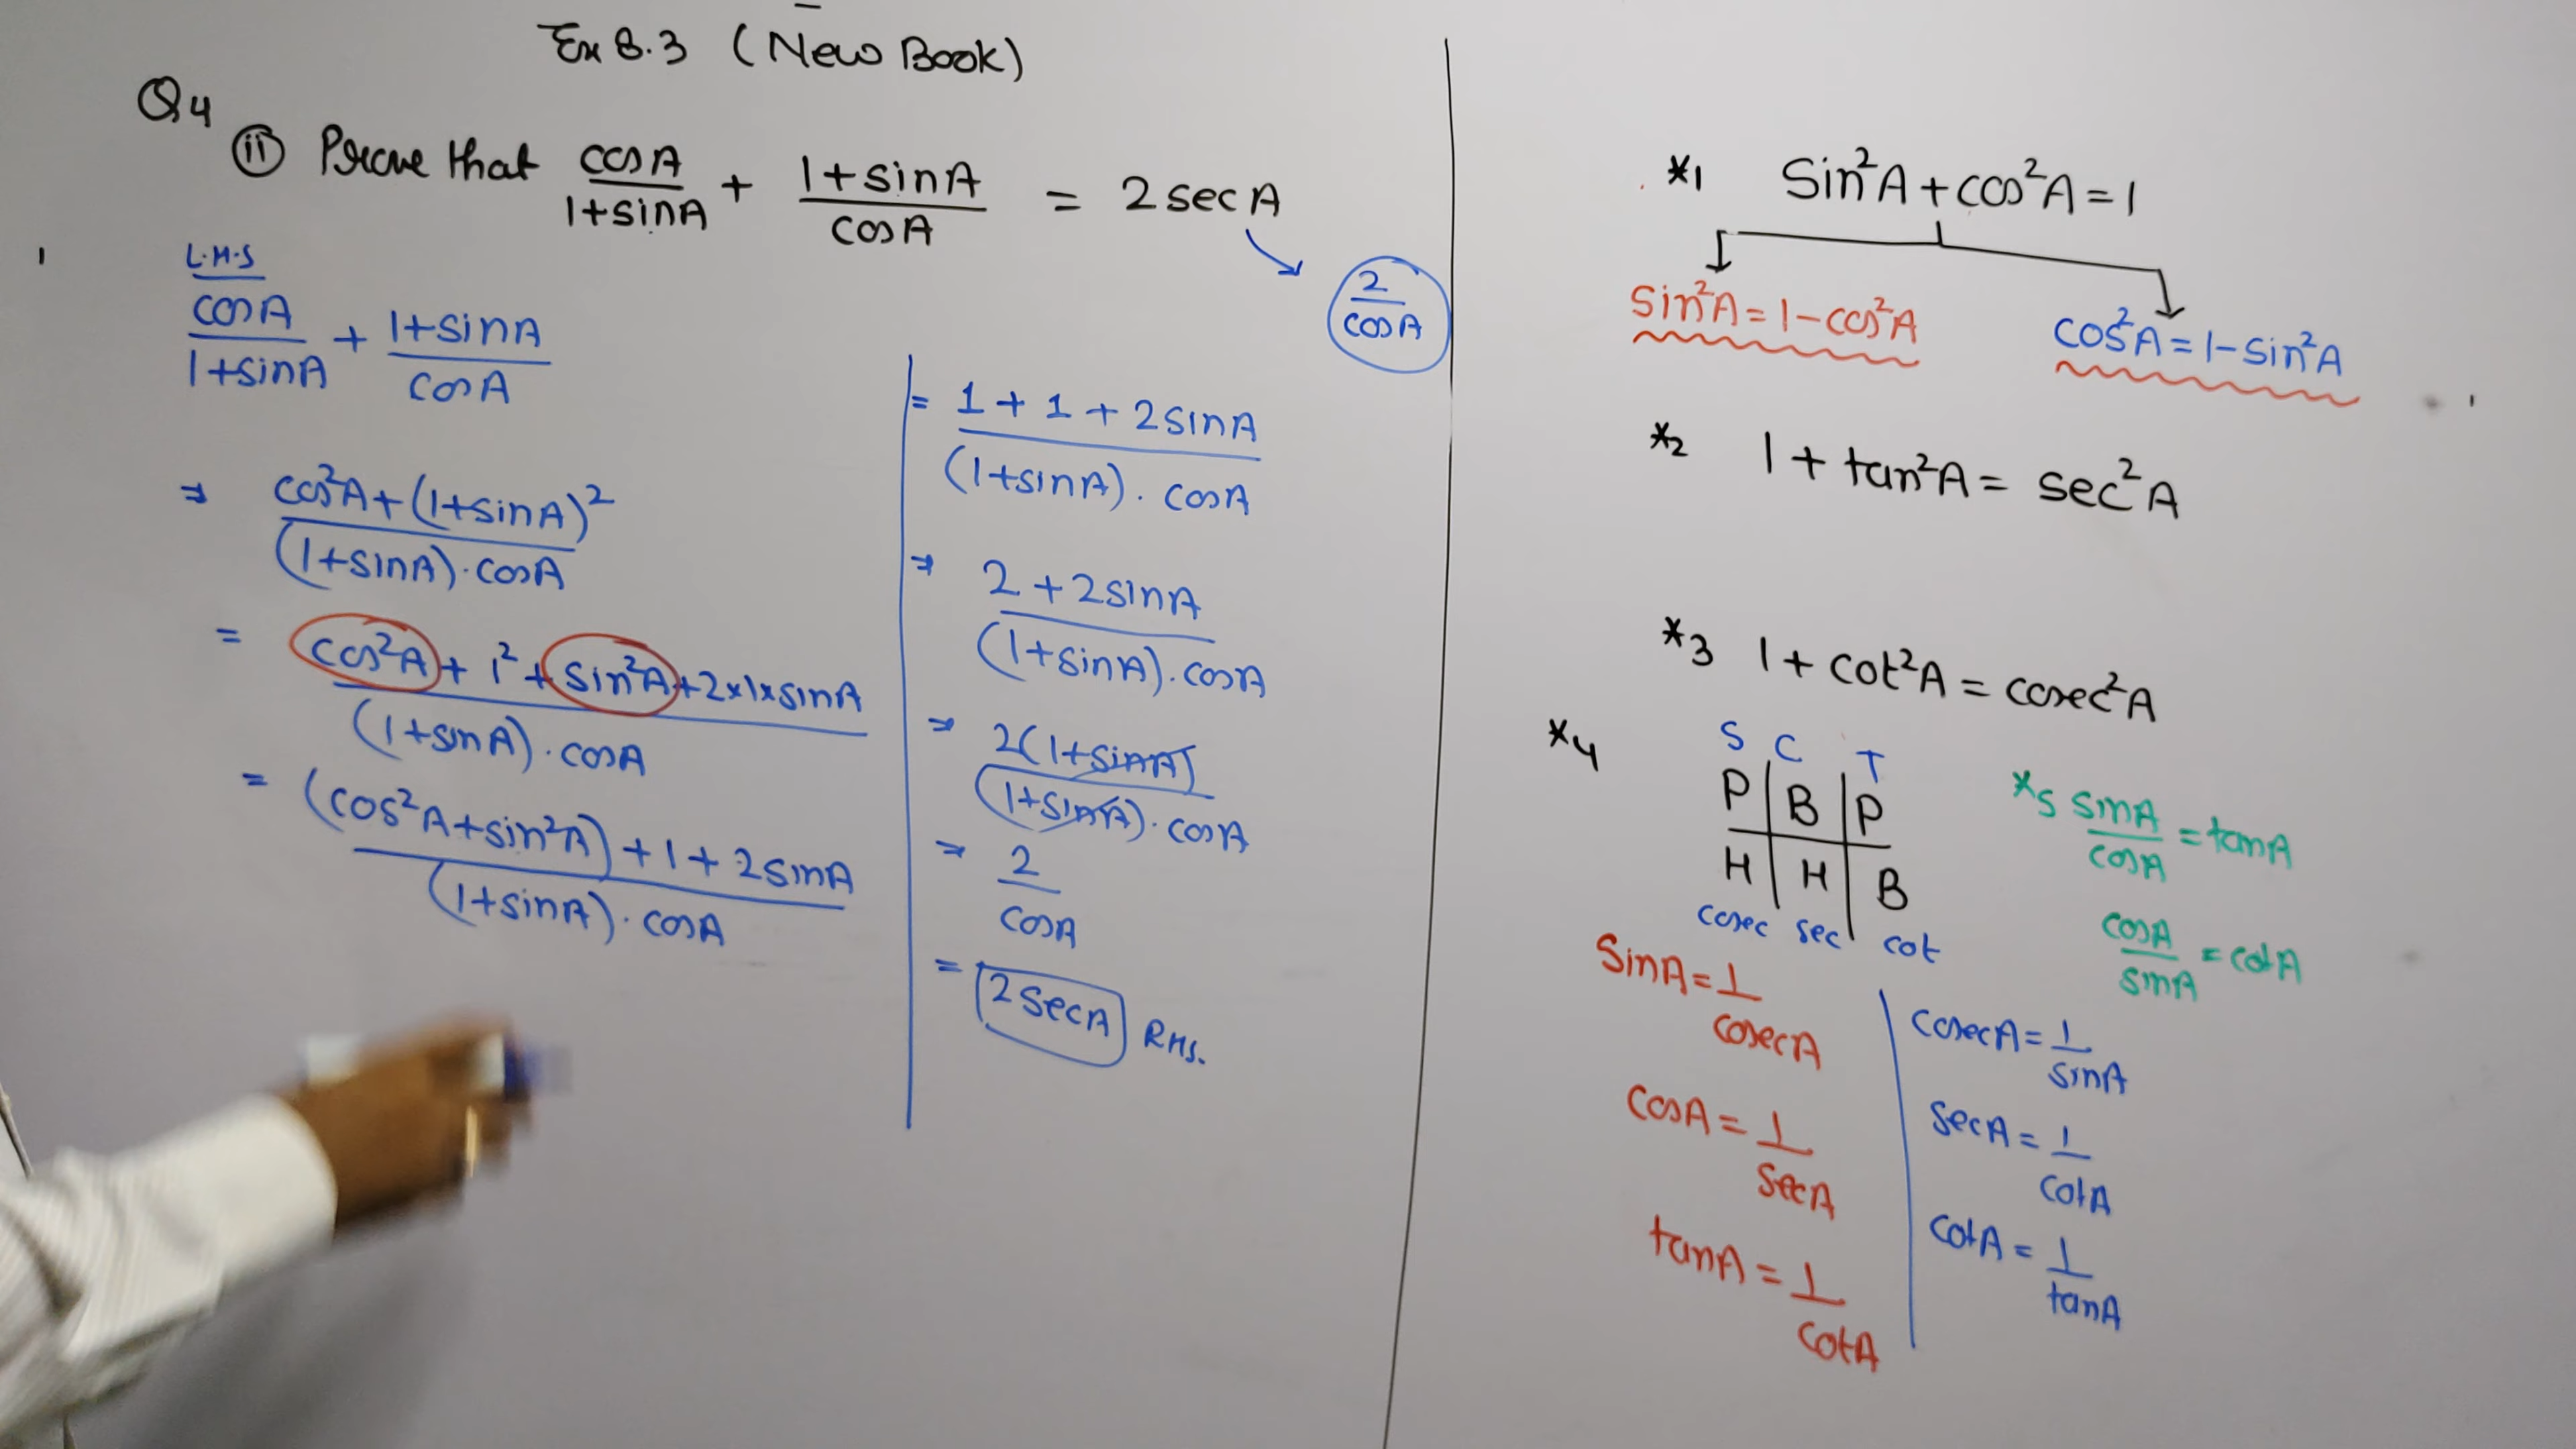 Ex 8.3 (New Book)
Q4
(ii) Prove that cosA/1+sinA + 1+sinA/cosA = 2 sec A
2/cosA
L.H.S
cosA/1+sinA + 1+sinA/cosA
⇒ cos²A+(1+sinA)²/(1+sinA).cosA
= cos²A + 1² + sin²A + 2×1×sinA/(1+sinA).cosA
= (cos²A+sin²A)+1+2sinA/(1+sinA).cosA
= 1+1+2sinA/(1+sinA).cosA
⇒ 2+2sinA/(1+sinA).cosA
⇒ 2(1+sinA)/(1+sinA).cosA
⇒ 2/cosA
= 2secA RHS.
*1 Sin²A+cos²A=1
Sin²A=1-cos²A
cos²A=1-sin²A
*2 1+tan²A=sec²A
*3 1+cot²A=cosec²A
*4
S C T
P B P
H H B
cosec sec cot
*5 sinA/cosA=tanA
cosA/sinA=cotA
SinA=1/cosecA
cosA=1/secA
tanA=1/cotA
cosecA=1/sinA
secA=1/cotA
cotA=1/tanA